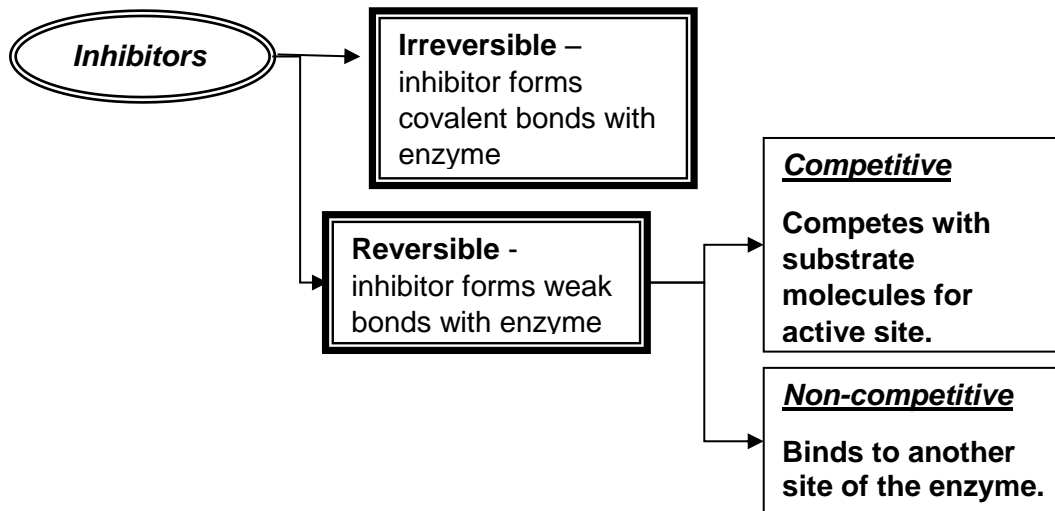 Inhibitors
Irreversible –
inhibitor forms
covalent bonds with
enzyme
Reversible -
inhibitor forms weak
bonds with enzyme
Competitive
Competes with
substrate
molecules for
active site.
Non-competitive
Binds to another
site of the enzyme.